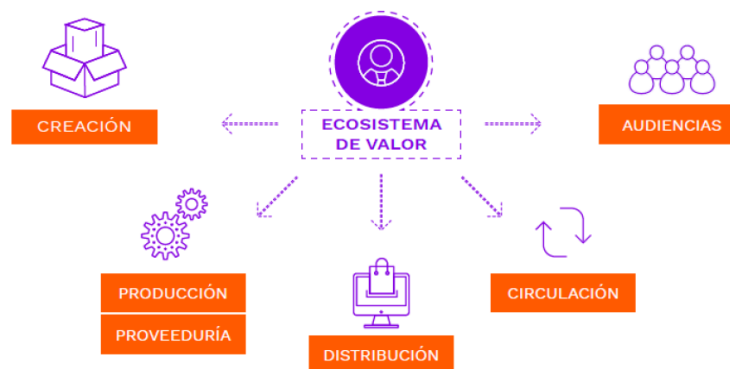 CREACIÓN
ECOSISTEMA
DE VALOR
AUDIENCIAS
PRODUCCIÓN
PROVEEDURÍA
DISTRIBUCIÓN
CIRCULACIÓN